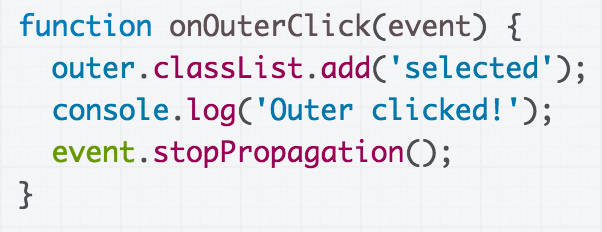 function onOuterClick(event) {
  outer.classList.add('selected');
  console.log('Outer clicked!');
  event.stopPropagation();
}